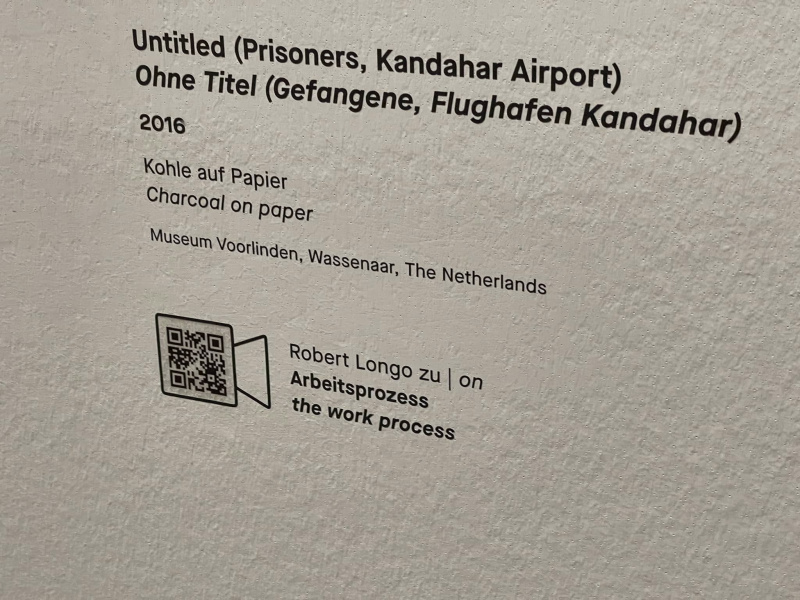 Untitled (Prisoners, Kandahar Airport)
Ohne Titel (Gefangene, Flughafen Kandahar)
2016
Kohle auf Papier
Charcoal on paper
Museum Voorlinden, Wassenaar, The Netherlands
Robert Longo zu | on
Arbeitsprozess
the work process